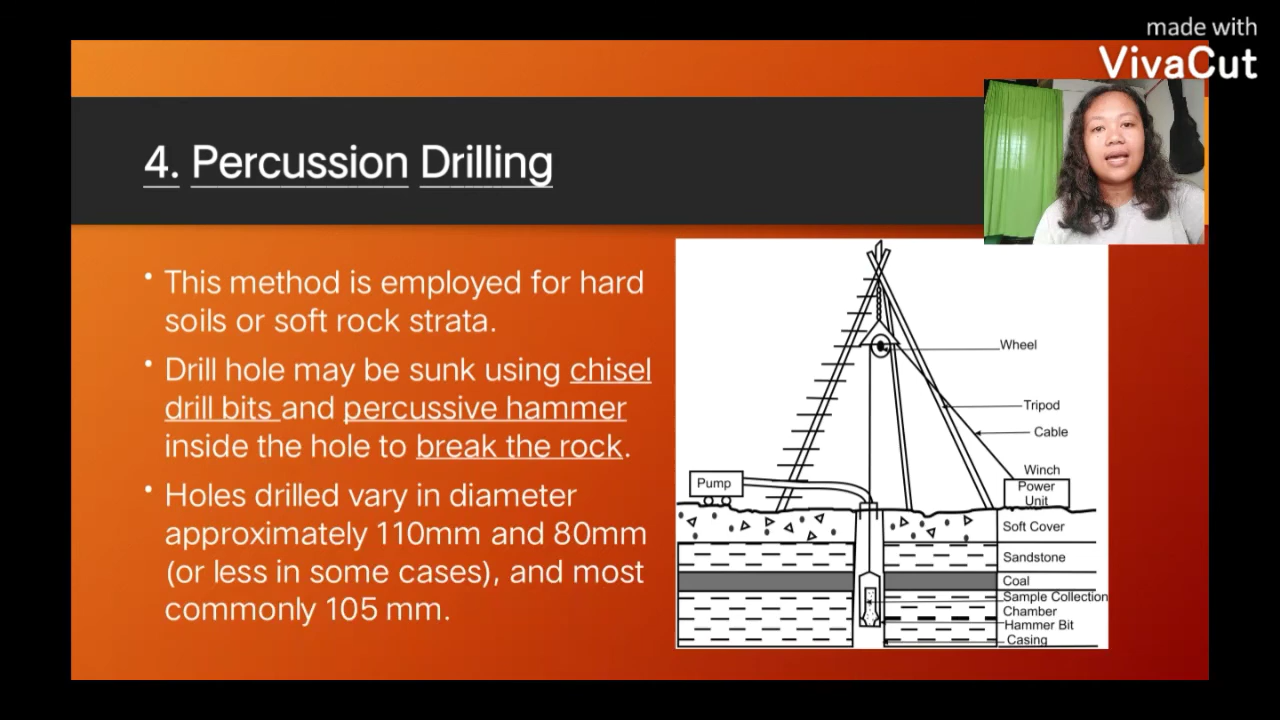 made with
VivaCut
4. Percussion Drilling
• This method is employed for hard
soils or soft rock strata.
• Drill hole may be sunk using chisel
drill bits and percussive hammer
inside the hole to break the rock.
• Holes drilled vary in diameter
approximately 110mm and 80mm
(or less in some cases), and most
commonly 105 mm.
Wheel
Tripod
Cable
Winch
Power
Unit
Pump
Soft Cover
Sandstone
Coal
Sample Collection
Chamber
Hammer Bit
Casing